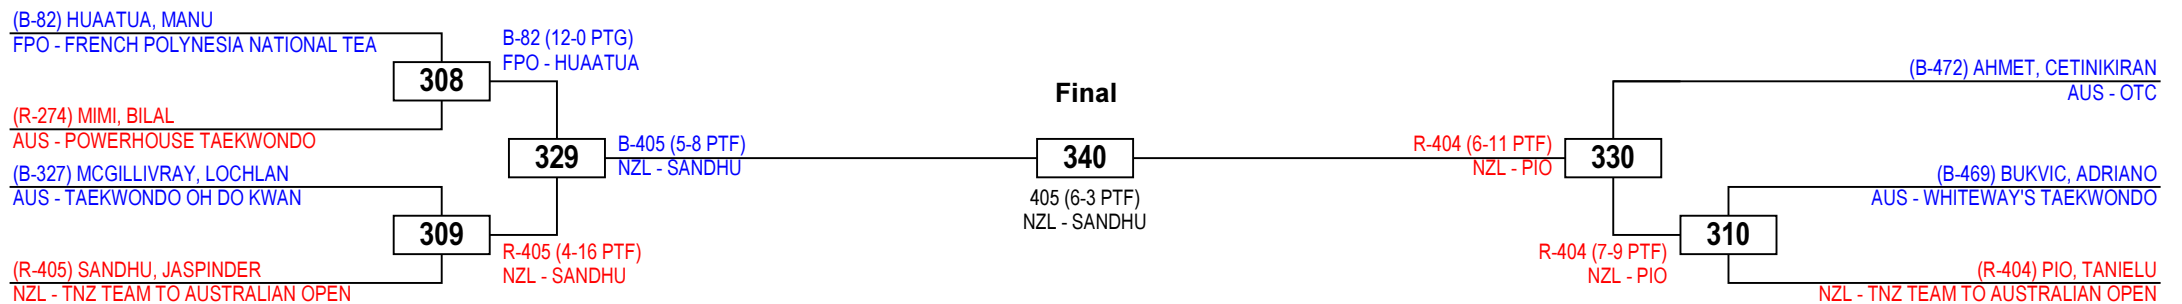 (B-82) HUAATUA, MANU
FPO - FRENCH POLYNESIA NATIONAL TEA
308
(R-274) MIMI, BILAL
AUS - POWERHOUSE TAEKWONDO
(B-327) MCGILLIVRAY, LOCHLAN
AUS - TAEKWONDO OH DO KWAN
309
(R-405) SANDHU, JASPINDER
NZL - TNZ TEAM TO AUSTRALIAN OPEN
B-82 (12-0 PTG)
FPO - HUAATUA
329
R-405 (4-16 PTF)
NZL - SANDHU
B-405 (5-8 PTF)
NZL - SANDHU
Final
340
405 (6-3 PTF)
NZL - SANDHU
R-404 (6-11 PTF)
NZL - PIO
330
R-404 (7-9 PTF)
NZL - PIO
(B-472) AHMET, CETINIKIRAN
AUS - OTC
(B-469) BUKVIC, ADRIANO
AUS - WHITEWAY'S TAEKWONDO
310
(R-404) PIO, TANIELU
NZL - TNZ TEAM TO AUSTRALIAN OPEN